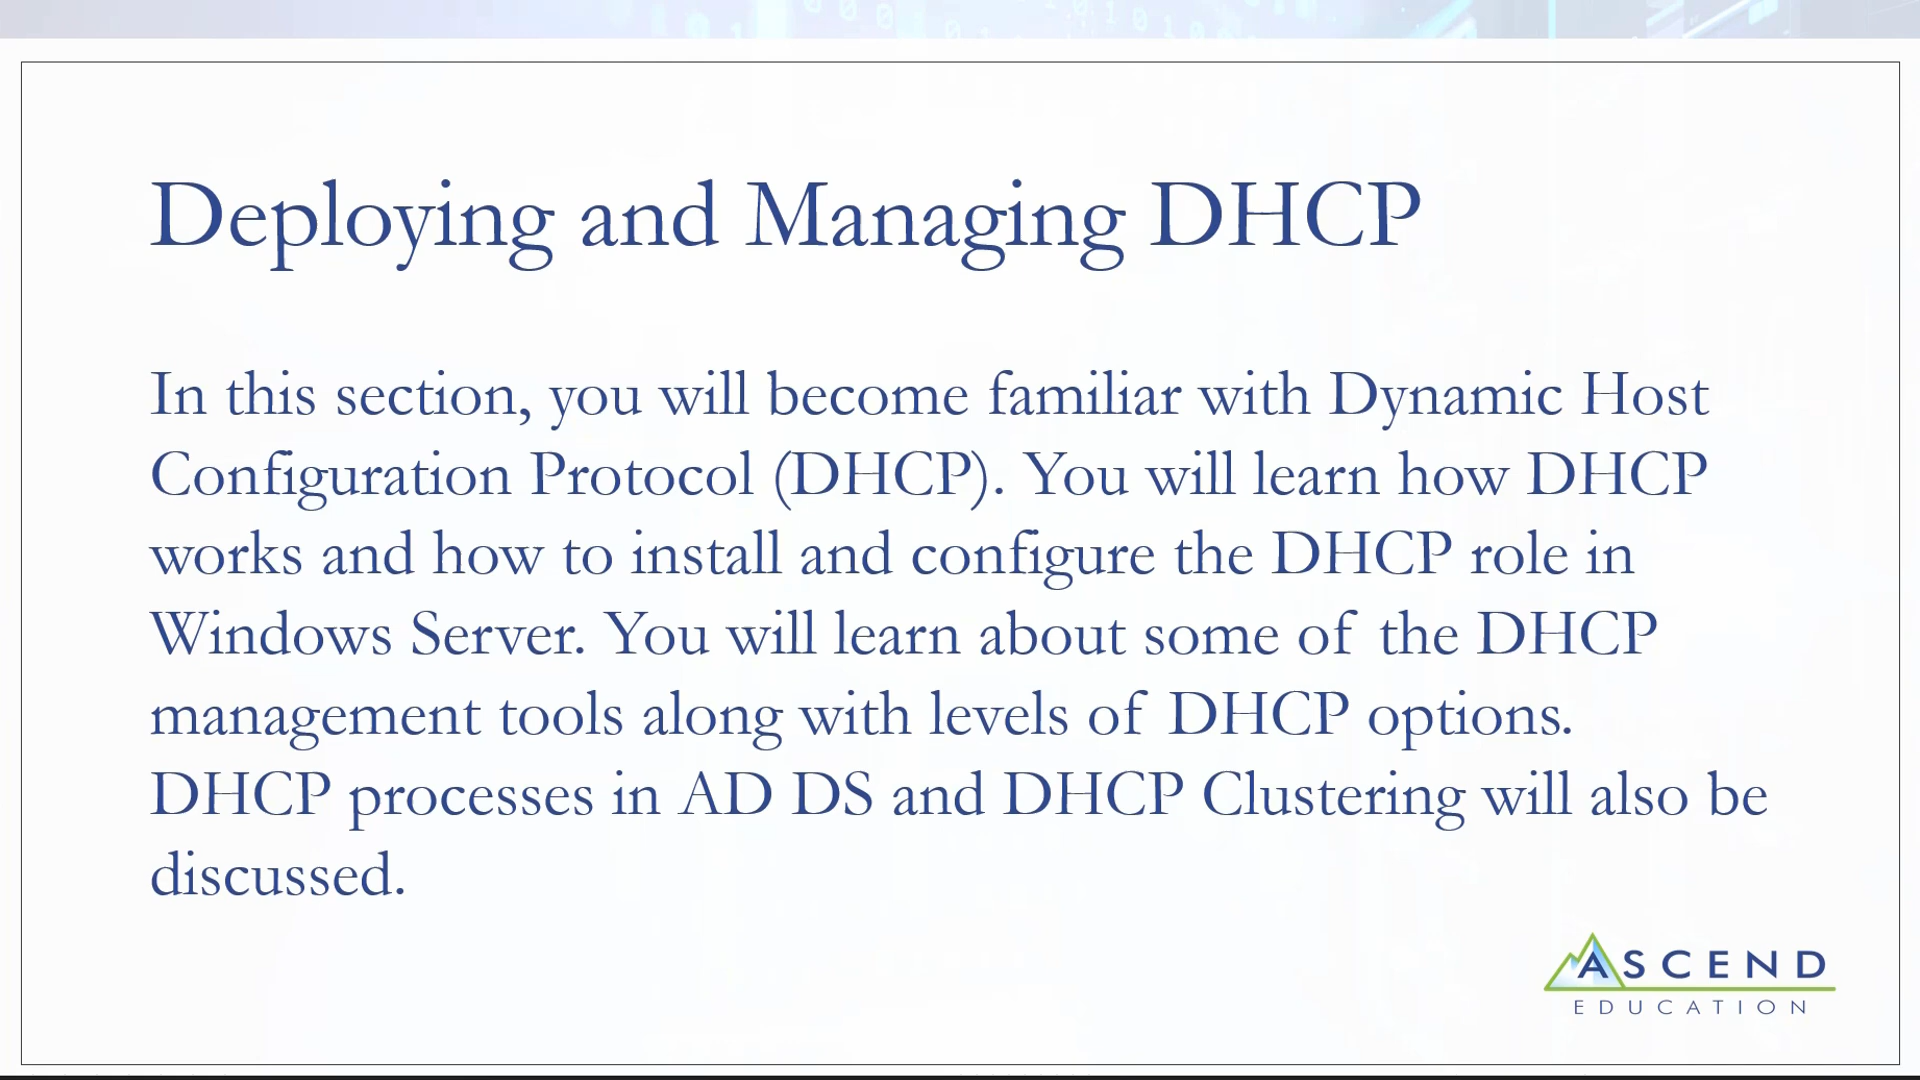 Deploying and Managing DHCP
In this section, you will become familiar with Dynamic Host
Configuration Protocol (DHCP). You will learn how DHCP
works and how to install and configure the DHCP role in
Windows Server. You will learn about some of the DHCP
management tools along with levels of DHCP options.
DHCP processes in AD DS and DHCP Clustering will also be
discussed.
ASCEND
EDUCATION